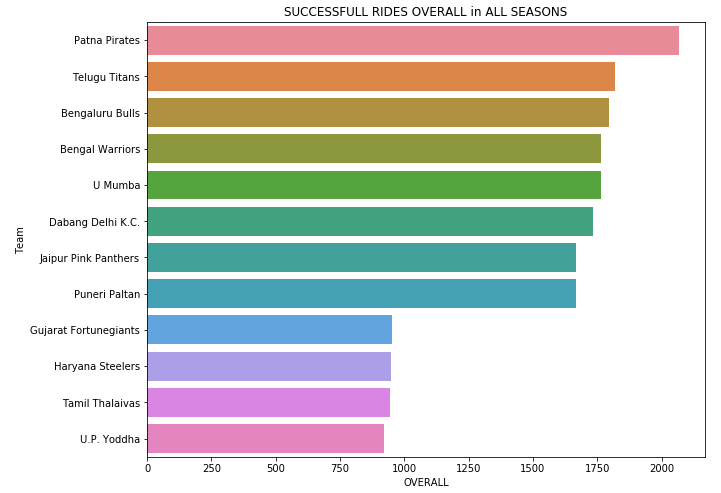 SUCCESSFULL RIDES OVERALL in ALL SEASONS
Team
Patna Pirates
Telugu Titans
Bengaluru Bulls
Bengal Warriors
U Mumba
Dabang Delhi K.C.
Jaipur Pink Panthers
Puneri Paltan
Gujarat Fortunegiants
Haryana Steelers
Tamil Thalaivas
U.P. Yoddha
0 250 500 750 1000 1250 1500 1750 2000
OVERALL